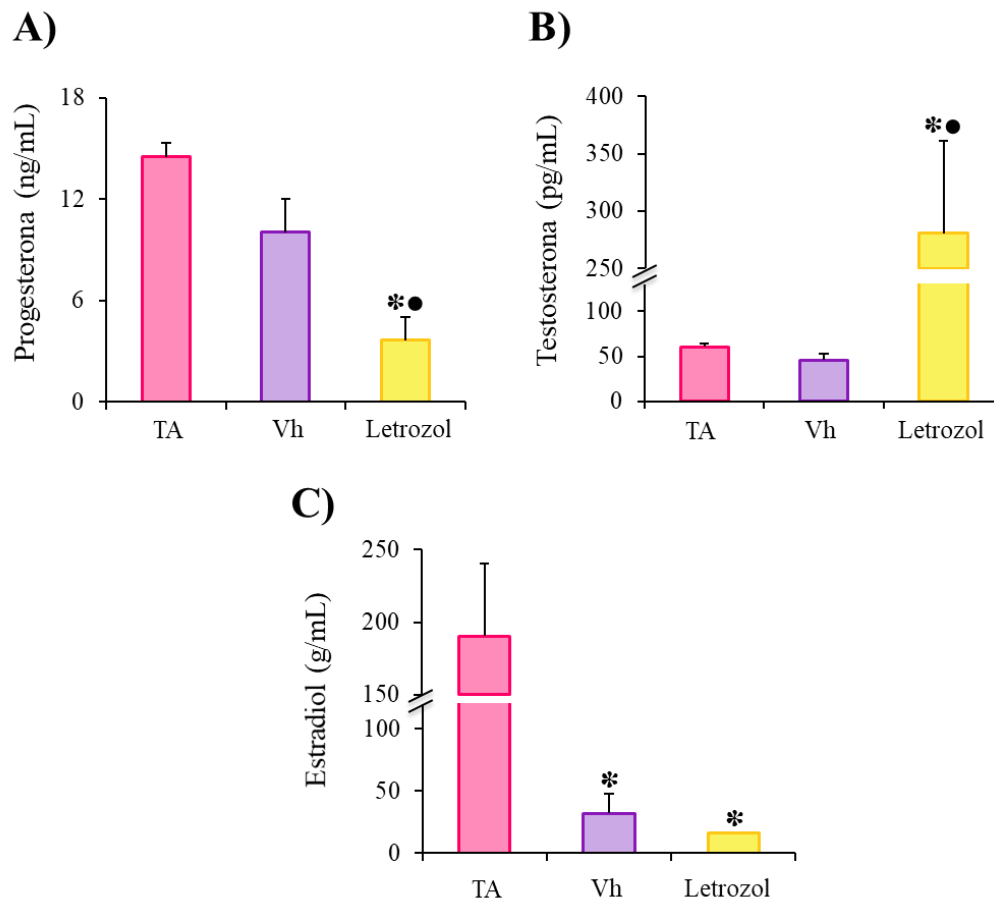 A)
Progesterona (ng/mL)
18
12
6
0
*●
TA
Vh
Letrozol
B)
Testosterona (pg/mL)
400
350
300
250
100
50
0
*●
TA
Vh
Letrozol
C)
Estradiol (g/mL)
250
200
150
100
50
0
*
*
TA
Vh
Letrozol